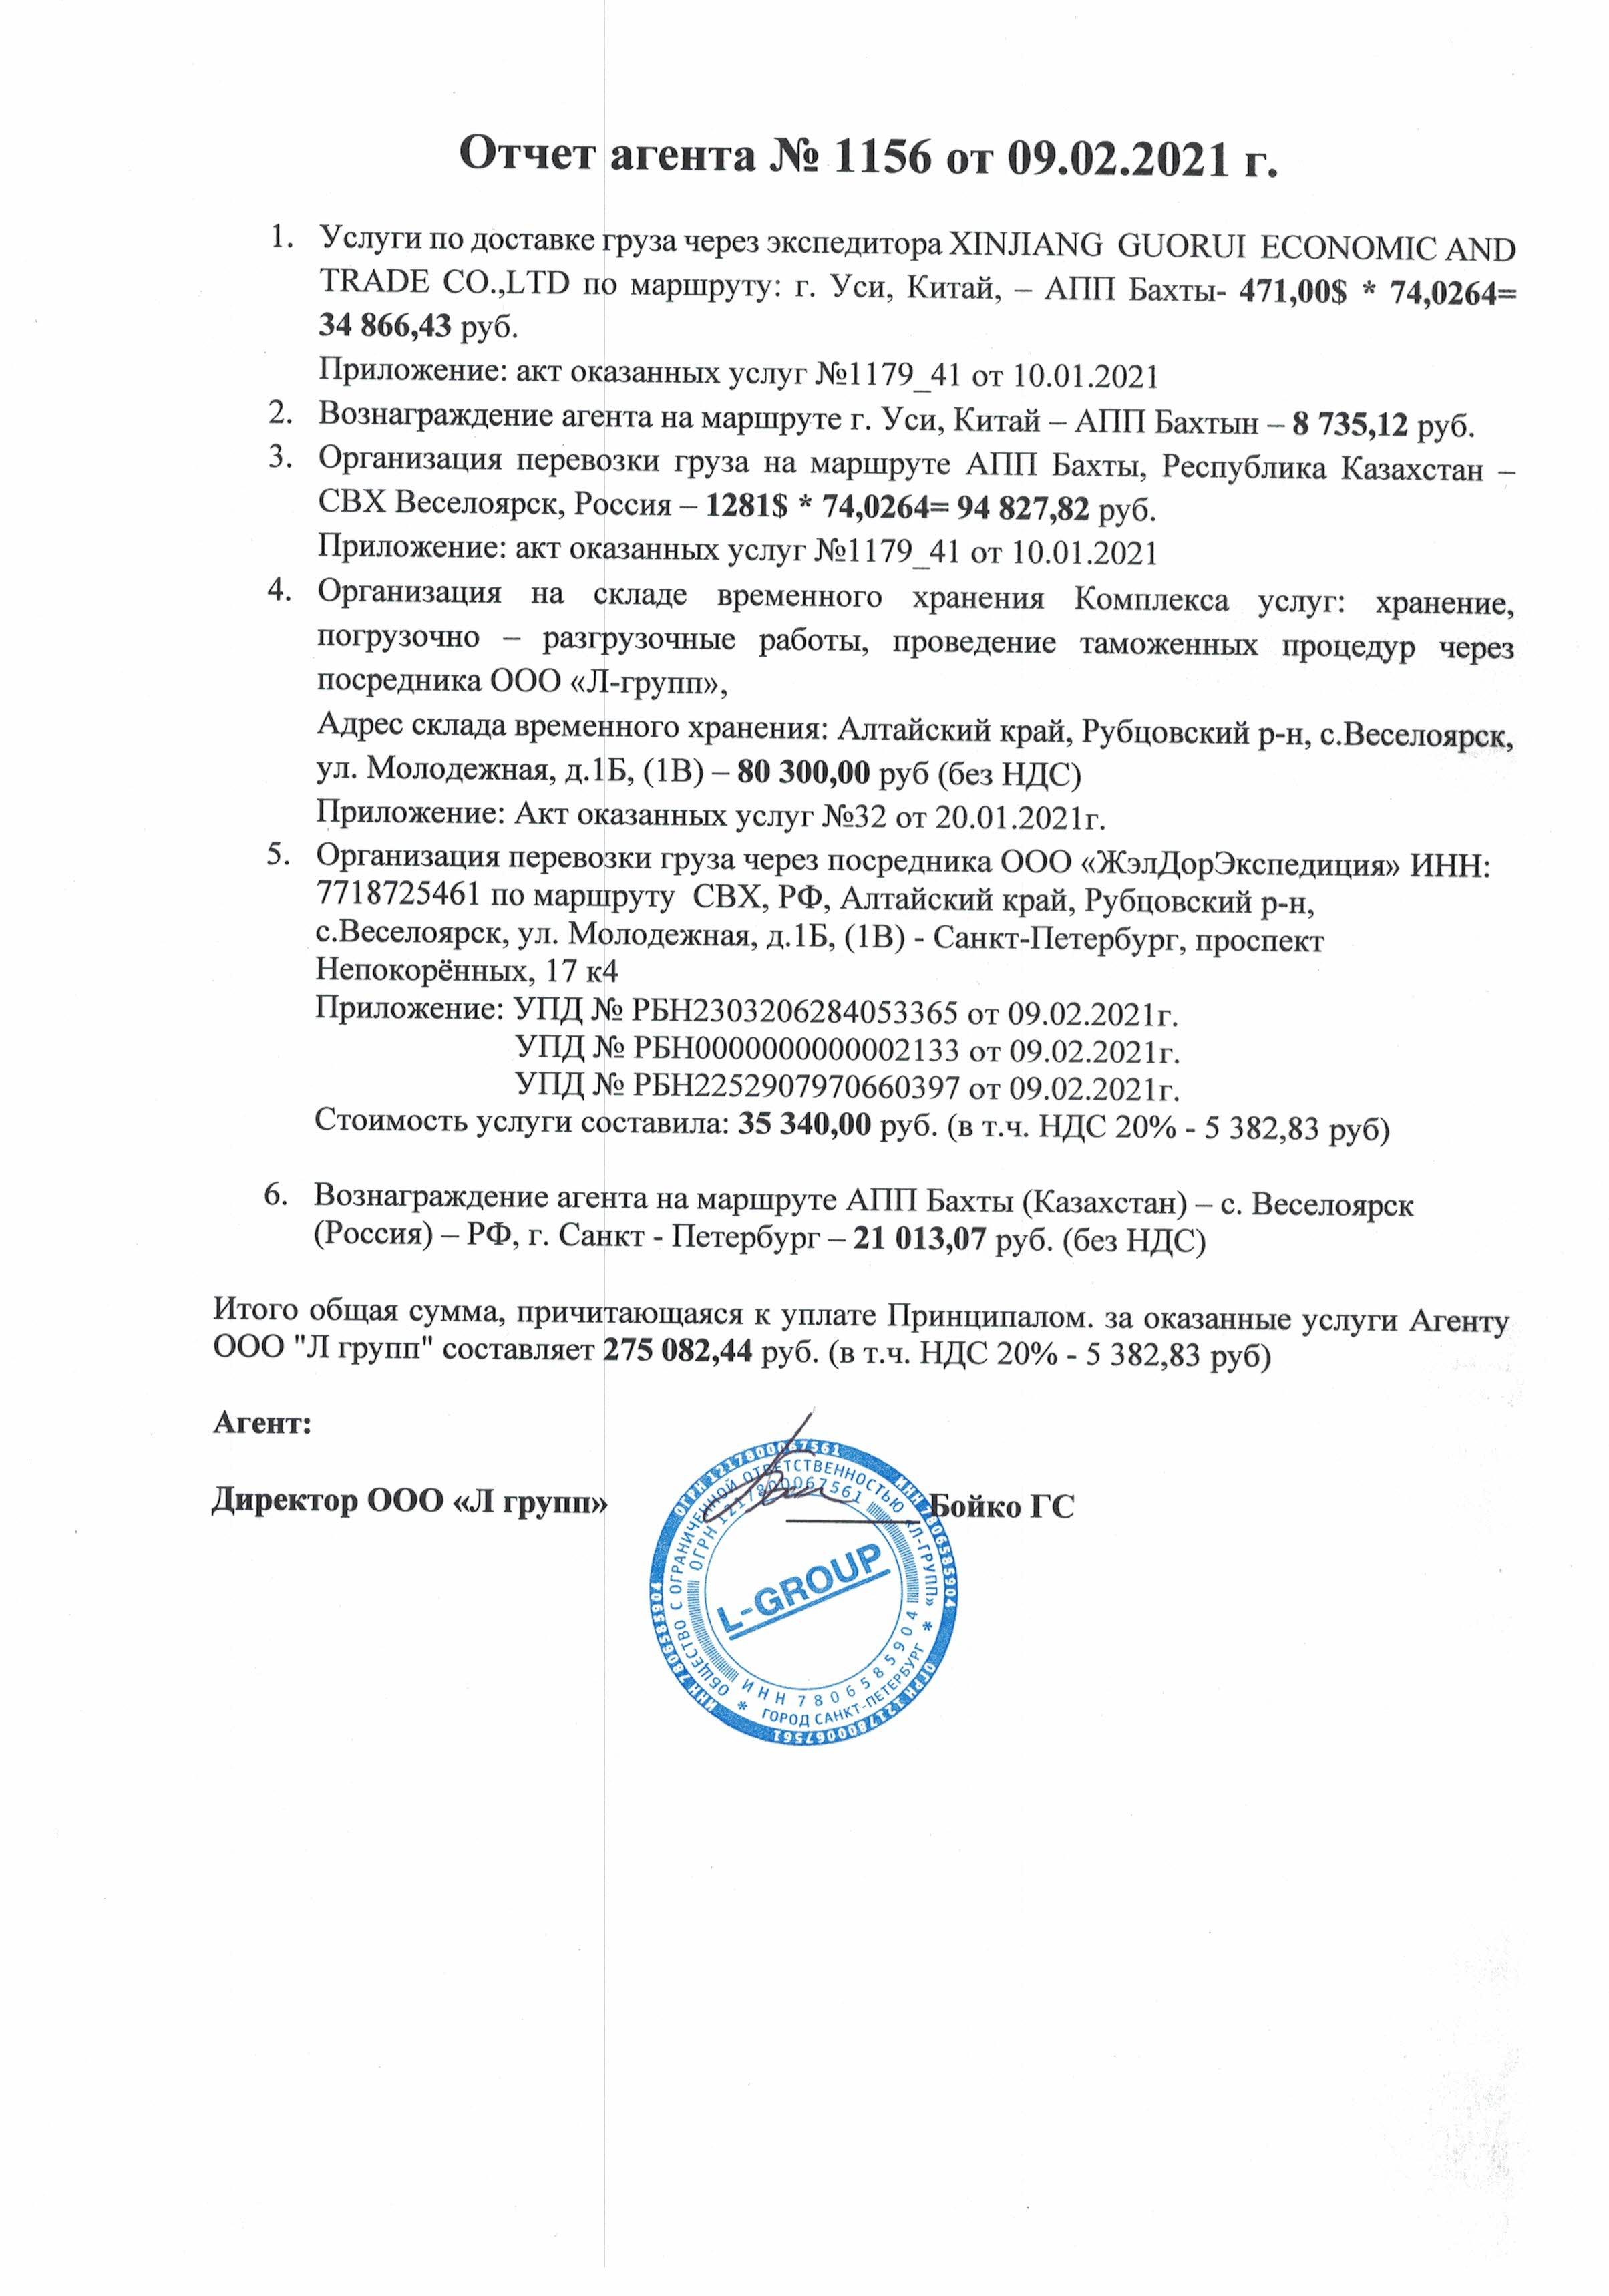 Отчет агента № 1156 от 09.02.2021 г.
1. Услуги по доставке груза через экспедитора XINJIANG GUORUI ECONOMIC AND
TRADE CO.,LTD по маршруту: г. Уси, Китай, – АПП Бахты- 471,00$ * 74,0264=
34 866,43 руб.
Приложение: акт оказанных услуг №1179_41 от 10.01.2021
2. Вознаграждение агента на маршруте г. Уси, Китай – АПП Бахтын – 8 735,12 руб.
3. Организация перевозки груза на маршруте АПП Бахты, Республика Казахстан –
СВХ Веселоярск, Россия – 1281$ * 74,0264= 94 827,82 руб.
Приложение: акт оказанных услуг №1179_41 от 10.01.2021
4. Организация на складе временного хранения Комплекса услуг: хранение,
погрузочно – разгрузочные работы, проведение таможенных процедур через
посредника ООО «Л-групп»,
Адрес склада временного хранения: Алтайский край, Рубцовский р-н, с.Веселоярск,
ул. Молодежная, д.1Б, (1В) – 80 300,00 руб (без НДС)
Приложение: Акт оказанных услуг №32 от 20.01.2021г.
5. Организация перевозки груза через посредника ООО «ЖэлДорЭкспедиция» ИНН:
7718725461 по маршруту СВХ, РФ, Алтайский край, Рубцовский р-н,
с.Веселоярск, ул. Молодежная, д.1Б, (1В) - Санкт-Петербург, проспект
Непокорённых, 17 к4
Приложение: УПД № РБН2303206284053365 от 09.02.2021г.
УПД № РБН0000000000002133 от 09.02.2021г.
УПД № РБН2252907970660397 от 09.02.2021г.
Стоимость услуги составила: 35 340,00 руб. (в т.ч. НДС 20% - 5 382,83 руб)
6. Вознаграждение агента на маршруте АПП Бахты (Казахстан) – с. Веселоярск
(Россия) – РФ, г. Санкт - Петербург – 21 013,07 руб. (без НДС)
Итого общая сумма, причитающаяся к уплате Принципалом. за оказанные услуги Агенту
ООО "Л групп" составляет 275 082,44 руб. (в т.ч. НДС 20% - 5 382,83 руб)
Агент:
Директор ООО «Л групп» Бойко ГС
ОГРН 1217800067561 ИНН 7806585904 ОГРН 1217800067561 ИНН 7806585904
ОБЩЕСТВО С ОГРАНИЧЕННОЙ ОТВЕТСТВЕННОСТЬЮ «Л-ГРУПП» * ГОРОД САНКТ-ПЕТЕРБУРГ *
ОГРН 1217800067561
ИНН 7806585904
L-GROUP